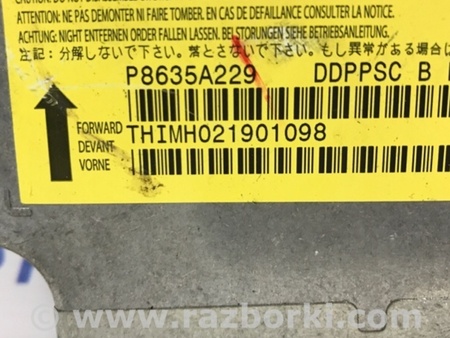 ATTENTION: NE PAS DEMONTER NI FAIRE TOMBER. EN CAS DE DEFAILLANCE CONSULTER LA NOTICE.
ACHTUNG: NICHT ENTFERNEN ODER FALLEN LASSEN. BEI STÖRUNGEN SIEHE BETRIEBSANLEITUNG.
注記：分解しないで下さい。落とさないで下さい。もし異常がある場合は
P8635A229 DDPPSC B
FORWARD
DEVANT
VORNE
THIMH021901098
www.razborki.com